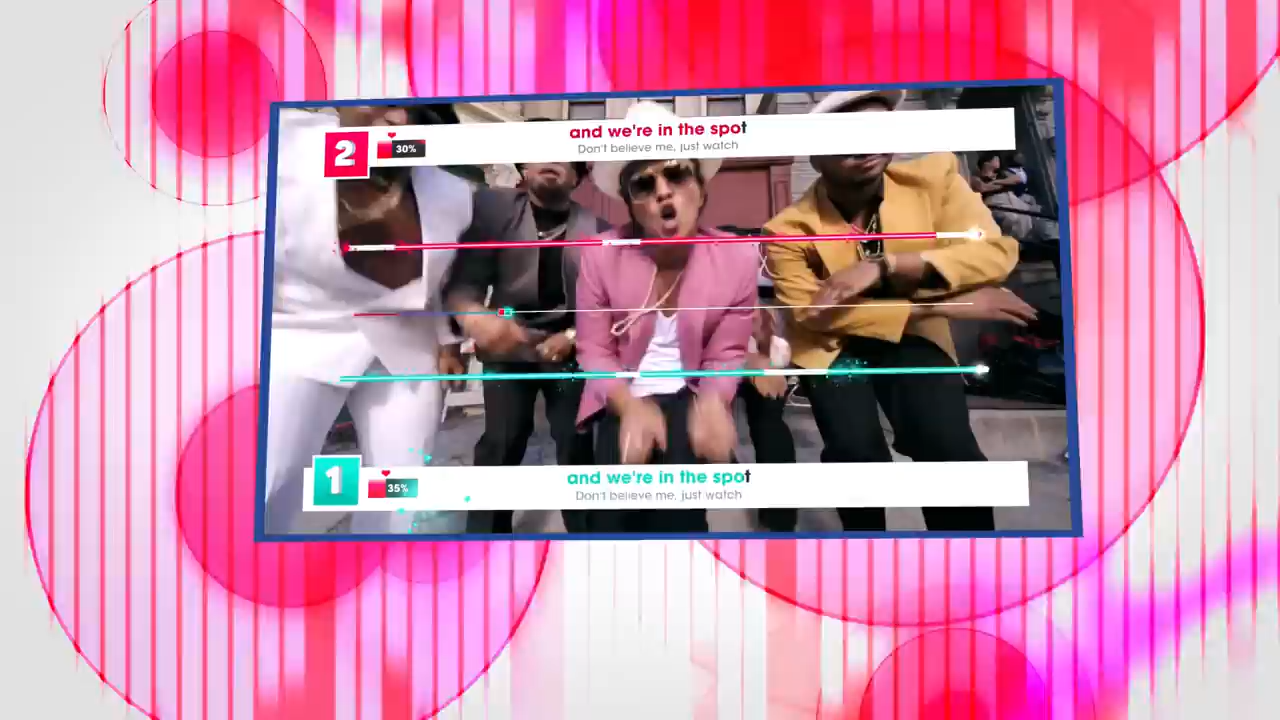 2
30%
and we're in the spot
Don't believe me, just watch
1
35%
and we're in the spot
Don't believe me, just watch